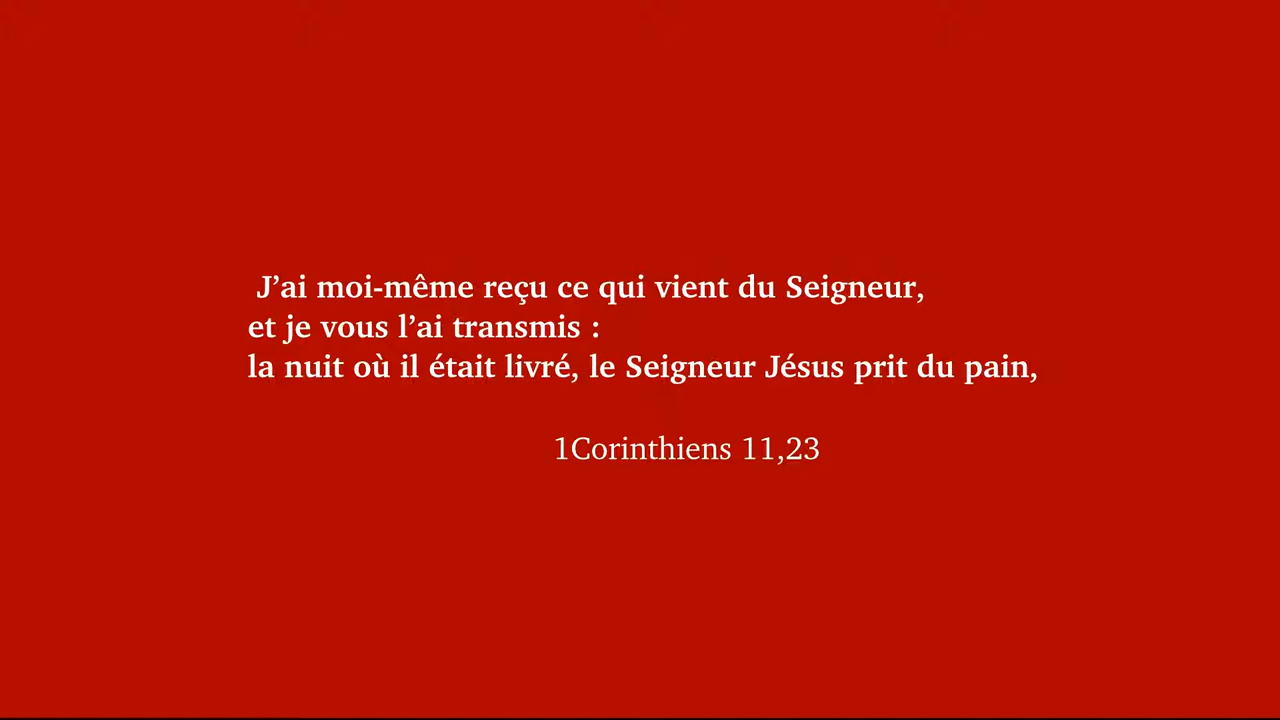 J’ai moi-même reçu ce qui vient du Seigneur,
et je vous l’ai transmis :
la nuit où il était livré, le Seigneur Jésus prit du pain,
1Corinthiens 11,23